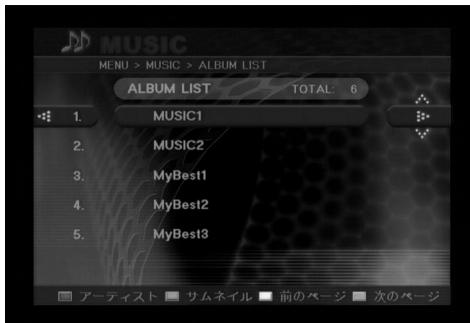 MUSIC
MENU > MUSIC > ALBUM LIST
ALBUM LIST TOTAL: 6
1. MUSIC1
2. MUSIC2
3. MyBest1
4. MyBest2
5. MyBest3
アーティスト サムネイル 前のページ 次のページ